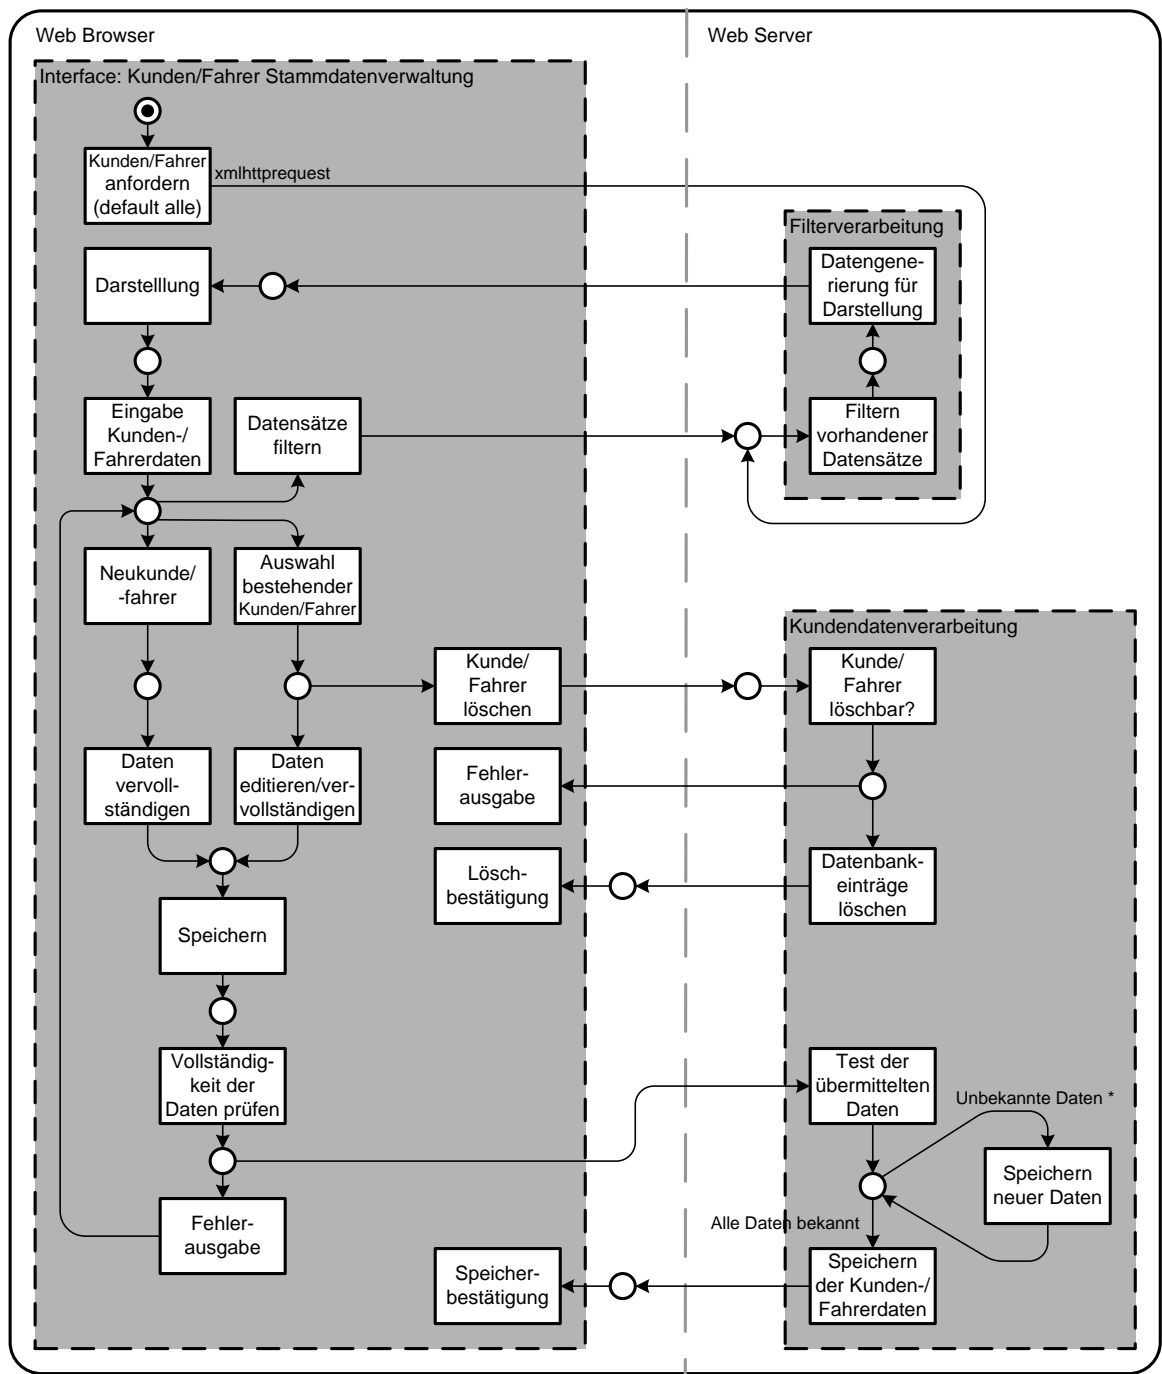 Web Browser
Web Server
Interface: Kunden/Fahrer Stammdatenverwaltung
Kunden/Fahrer
anfordern
(default alle)
xmlhttprequest
Filterverarbeitung
Datengene-
rierung für
Darstellung
Darstelllung
Eingabe
Kunden-/
Fahrerdaten
Datensätze
filtern
Filtern
vorhandener
Datensätze
Neukunde/
-fahrer
Auswahl
bestehender
Kunden/Fahrer
Kundendatenverarbeitung
Kunde/
Fahrer
löschen
Kunde/
Fahrer
löschbar?
Daten
vervoll-
ständigen
Daten
editieren/ver-
vollständigen
Fehler-
ausgabe
Lösch-
bestätigung
Datenbank-
einträge
löschen
Speichern
Vollständig-
keit der
Daten prüfen
Test der
übermittelten
Daten
Unbekannte Daten *
Speichern
neuer Daten
Alle Daten bekannt
Fehler-
ausgabe
Speicher-
bestätigung
Speichern
der Kunden-/
Fahrerdaten